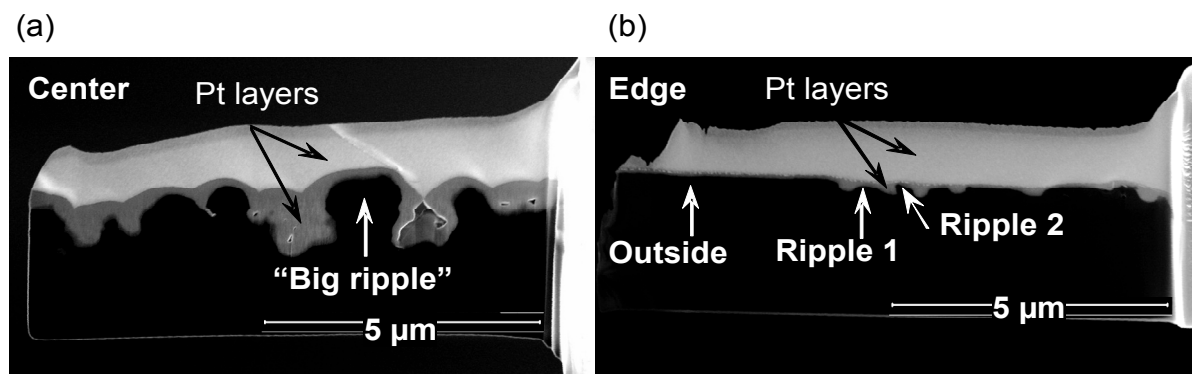 (a)
Center
Pt layers
“Big ripple”
5 µm
(b)
Edge
Pt layers
Outside
Ripple 1
Ripple 2
5 µm